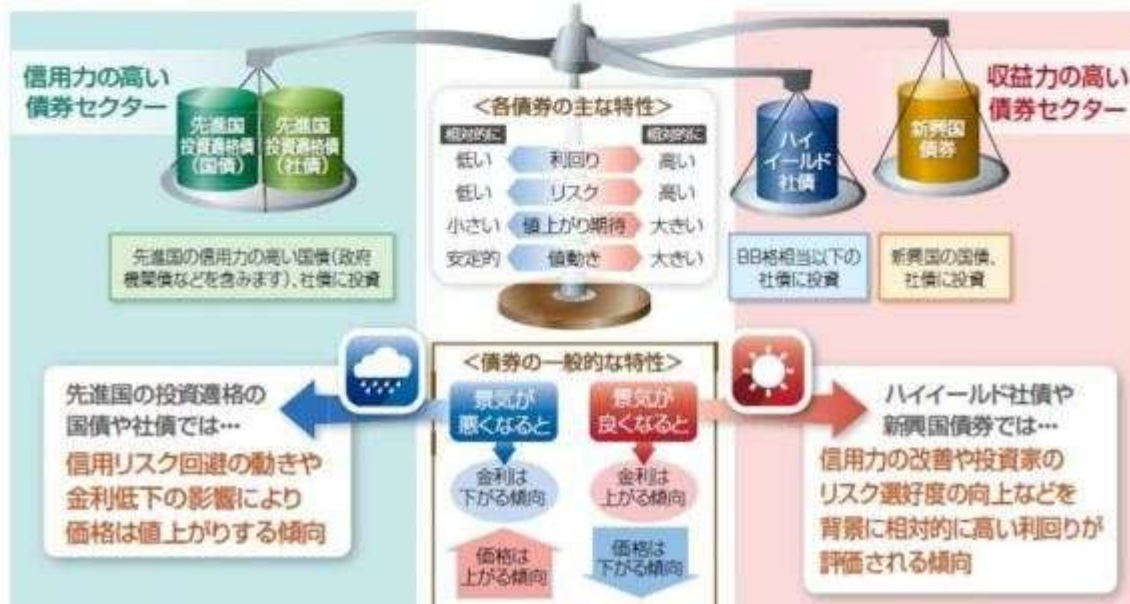 信用力の高い
債券セクター
先進国
投資適格債
(国債)
先進国
投資適格債
(社債)
先進国の信用力の高い国債(政府
機関債などを含みます)、社債に投資
<各債券の主な特性>
相対的に
相対的に
低い 利回り 高い
低い リスク 高い
小さい 値上がり期待 大きい
安定的 値動き 大きい
収益力の高い
債券セクター
ハイ
イールド
社債
新興国
債券
BB格相当以下の
社債に投資
新興国の国債、
社債に投資
先進国の投資適格の
国債や社債では…
信用リスク回避の動きや
金利低下の影響により
価格は値上がりする傾向
<債券の一般的な特性>
景気が
悪くなると
金利は
下がる傾向
価格は
上がる傾向
景気が
良くなると
金利は
上がる傾向
価格は
下がる傾向
ハイイールド社債や
新興国債券では…
信用力の改善や投資家の
リスク選好度の向上などを
背景に相対的に高い利回りが
評価される傾向